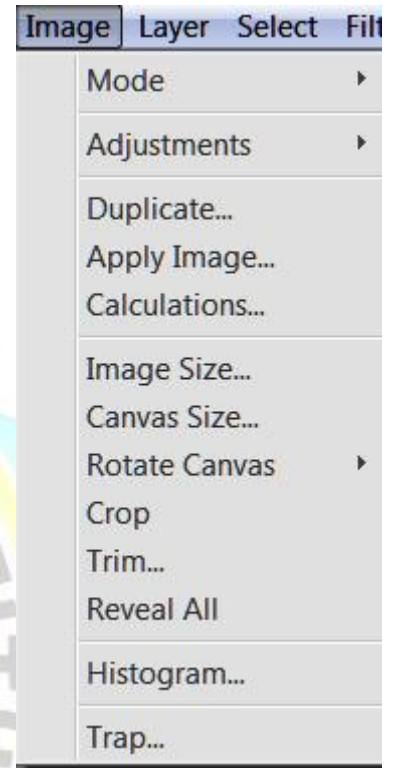 Image Layer Select Filt
Mode
Adjustments
Duplicate...
Apply Image...
Calculations...
Image Size...
Canvas Size...
Rotate Canvas
Crop
Trim...
Reveal All
Histogram...
Trap...